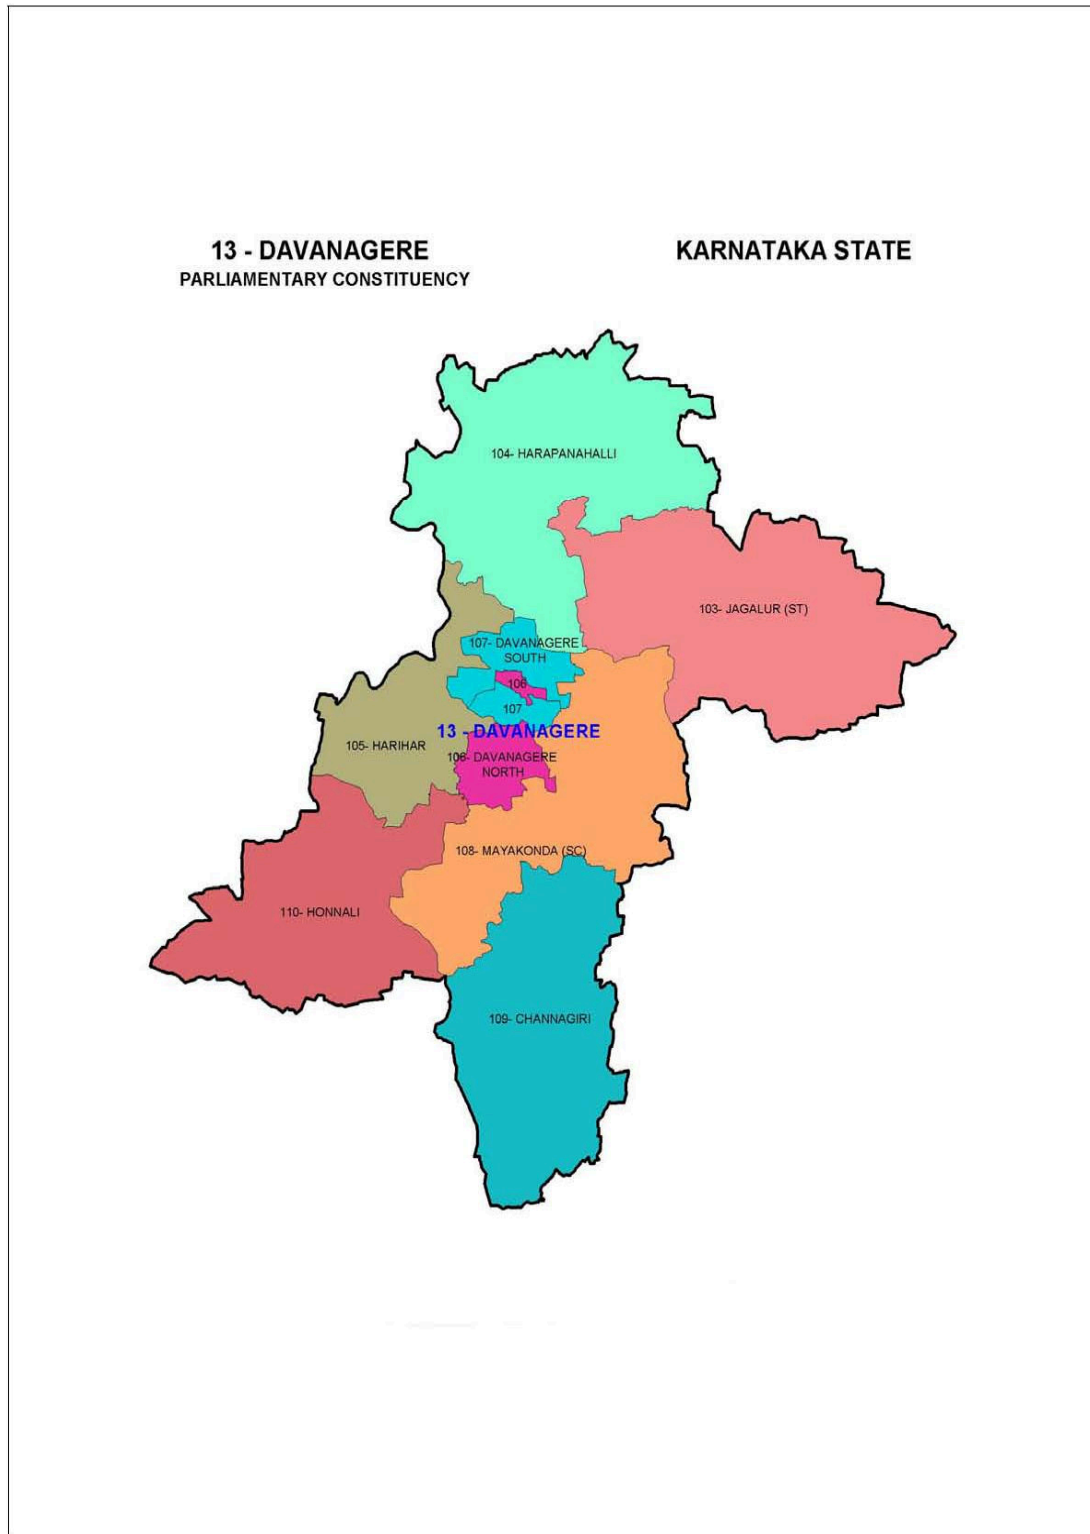 13 - DAVANAGERE
PARLIAMENTARY CONSTITUENCY
KARNATAKA STATE
104- HARAPANAHALLI
103- JAGALUR (ST)
107- DAVANAGERE
SOUTH
106
107
13 - DAVANAGERE
105- HARIHAR
106- DAVANAGERE
NORTH
108- MAYAKONDA (SC)
110- HONNALI
109- CHANNAGIRI